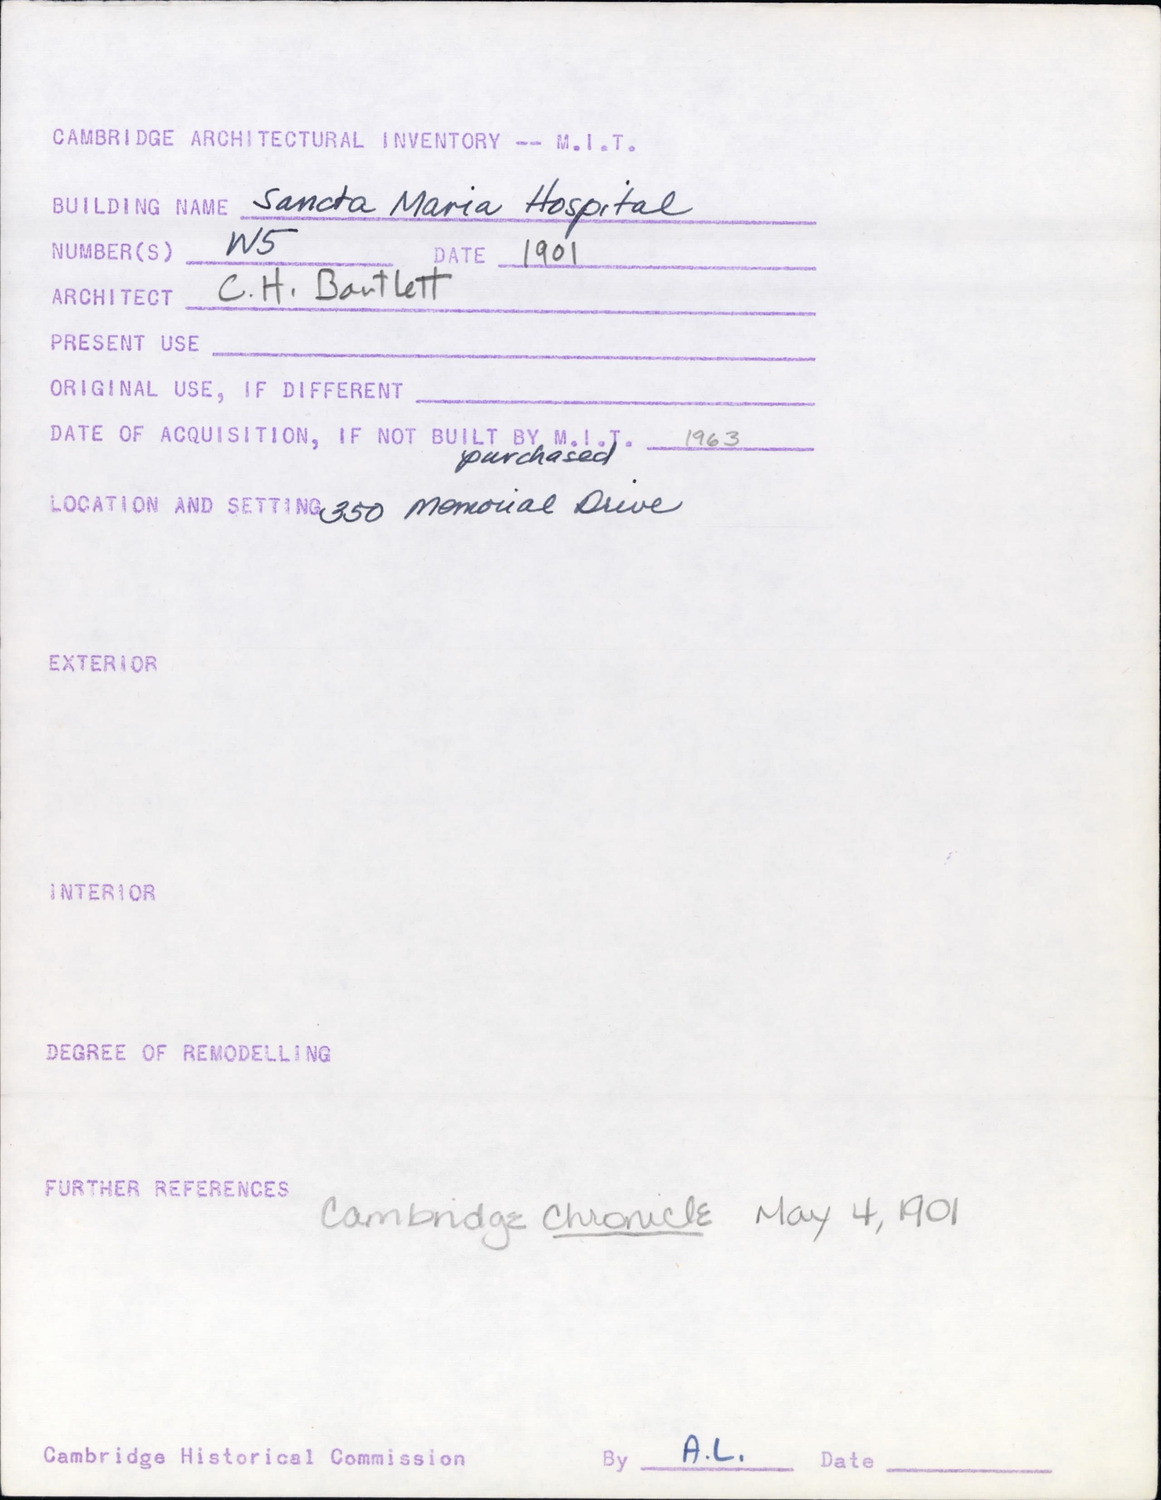 CAMBRIDGE ARCHITECTURAL INVENTORY -- M.I.T.
BUILDING NAME Sancta Maria Hospital
NUMBER(S) W5 DATE 1901
ARCHITECT C.H. Bartlett
PRESENT USE
ORIGINAL USE, IF DIFFERENT
DATE OF ACQUISITION, IF NOT BUILT BY M.I.T. 1963
purchased
LOCATION AND SETTING 350 Memorial Drive
EXTERIOR
INTERIOR
DEGREE OF REMODELLING
FURTHER REFERENCES
Cambridge Chronicle May 4, 1901
Cambridge Historical Commission By A.L. Date